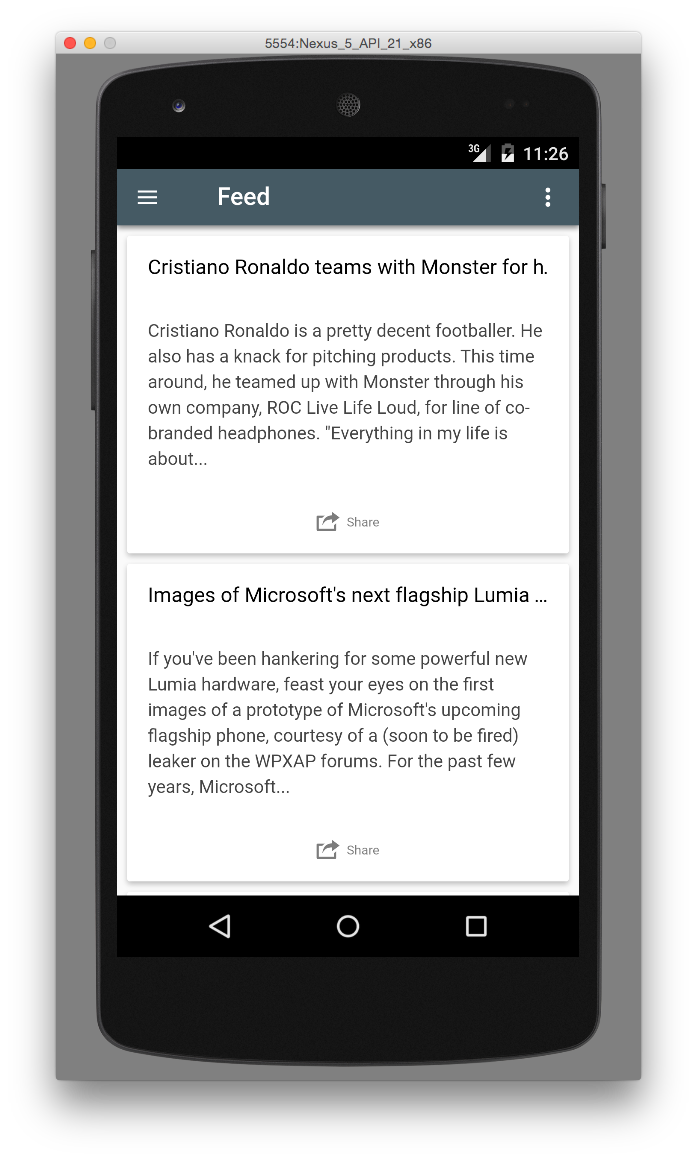 5554:Nexus_5_API_21_x86
3G 11:26
Feed
Cristiano Ronaldo teams with Monster for h.
Cristiano Ronaldo is a pretty decent footballer. He
also has a knack for pitching products. This time
around, he teamed up with Monster through his
own company, ROC Live Life Loud, for line of co-
branded headphones. "Everything in my life is
about...
Share
Images of Microsoft's next flagship Lumia ...
If you've been hankering for some powerful new
Lumia hardware, feast your eyes on the first
images of a prototype of Microsoft's upcoming
flagship phone, courtesy of a (soon to be fired)
leaker on the WPXAP forums. For the past few
years, Microsoft...
Share